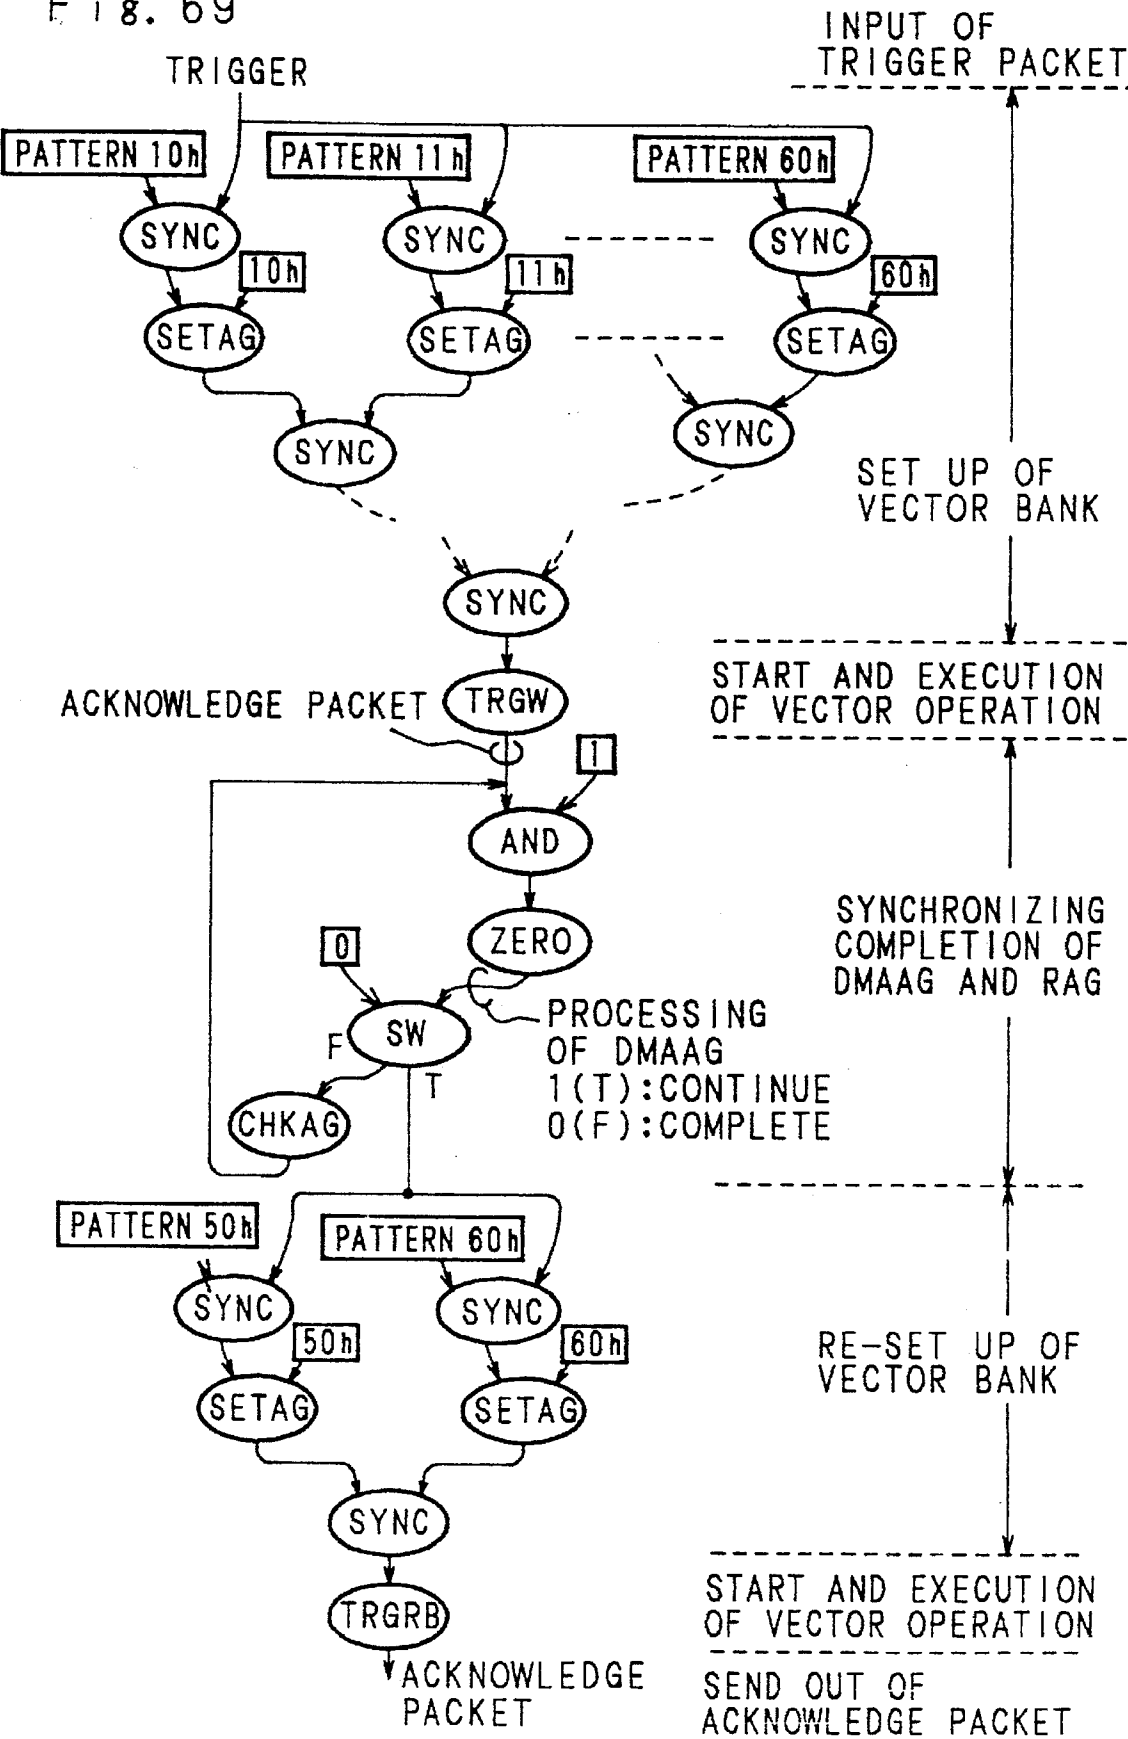 Fig. 69
INPUT OF
TRIGGER PACKET
TRIGGER
PATTERN 10h
PATTERN 11h
PATTERN 60h
SYNC
SYNC
SYNC
10h
11h
60h
SETAG
SETAG
SETAG
SYNC
SYNC
SET UP OF
VECTOR BANK
SYNC
TRGW
ACKNOWLEDGE PACKET
START AND EXECUTION
OF VECTOR OPERATION
1
AND
ZERO
0
SW
F
T
PROCESSING
OF DMAAG
1(T):CONTINUE
0(F):COMPLETE
SYNCHRONIZING
COMPLETION OF
DMAAG AND RAG
CHKAG
PATTERN 50h
PATTERN 60h
SYNC
SYNC
50h
60h
SETAG
SETAG
RE-SET UP OF
VECTOR BANK
SYNC
TRGRB
START AND EXECUTION
OF VECTOR OPERATION
ACKNOWLEDGE
PACKET
SEND OUT OF
ACKNOWLEDGE PACKET